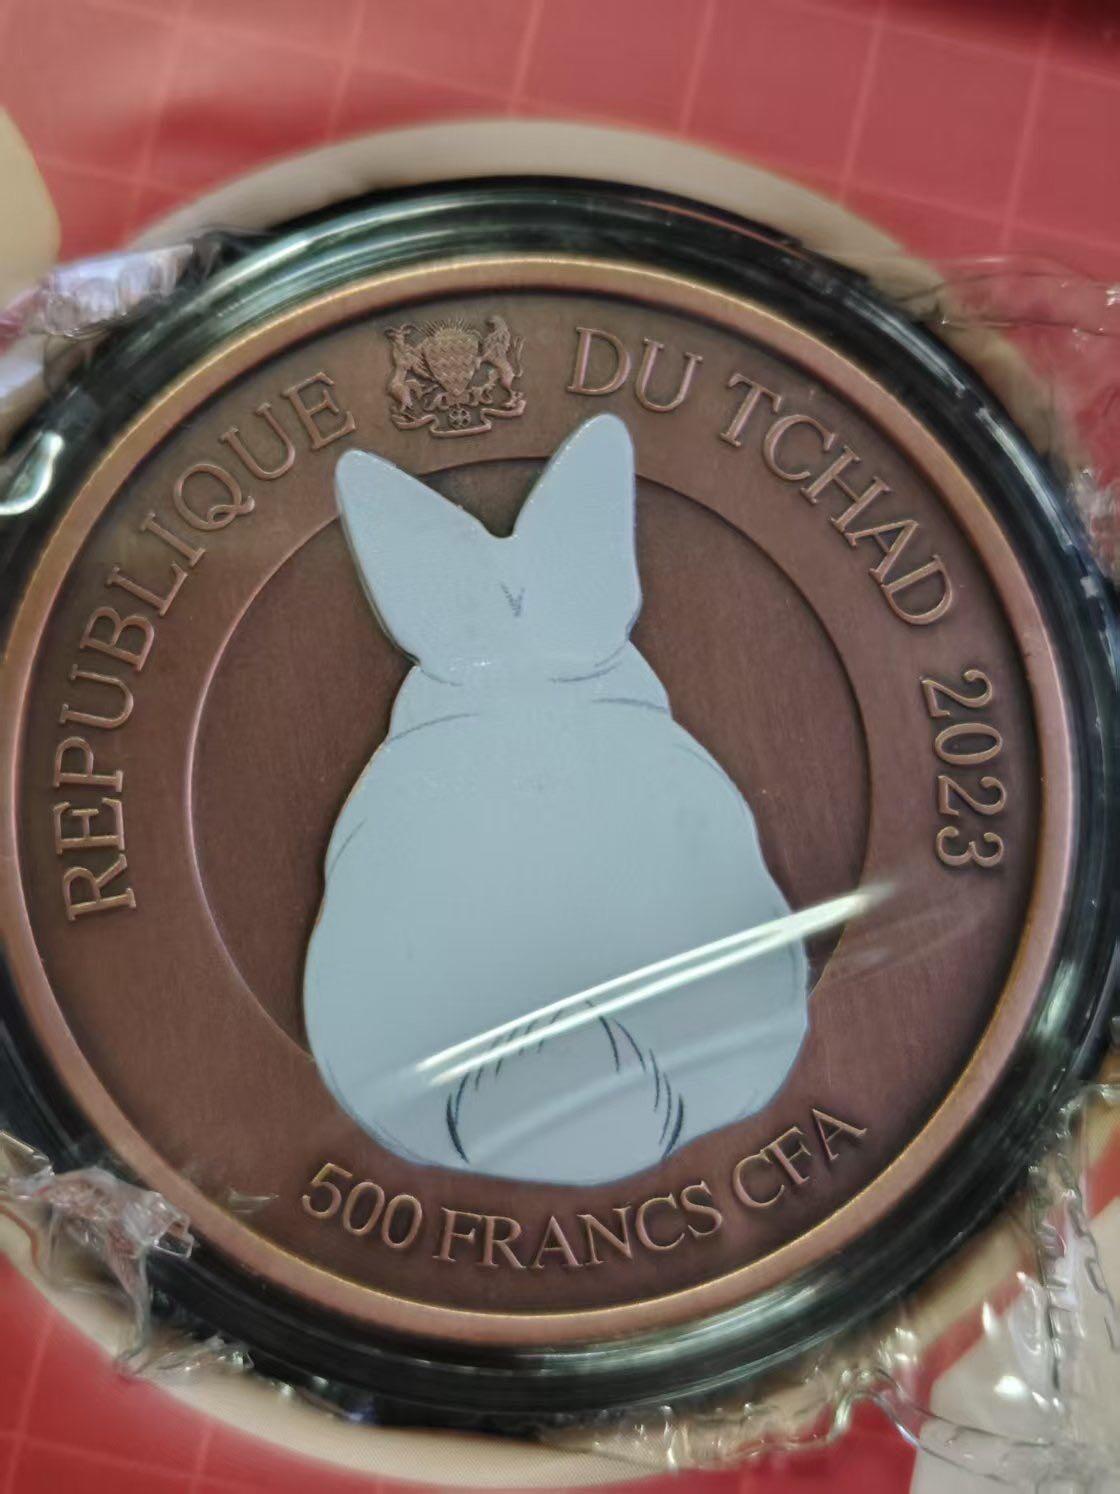 REPUBLIQUE DU TCHAD 2023
500 FRANCS CFA